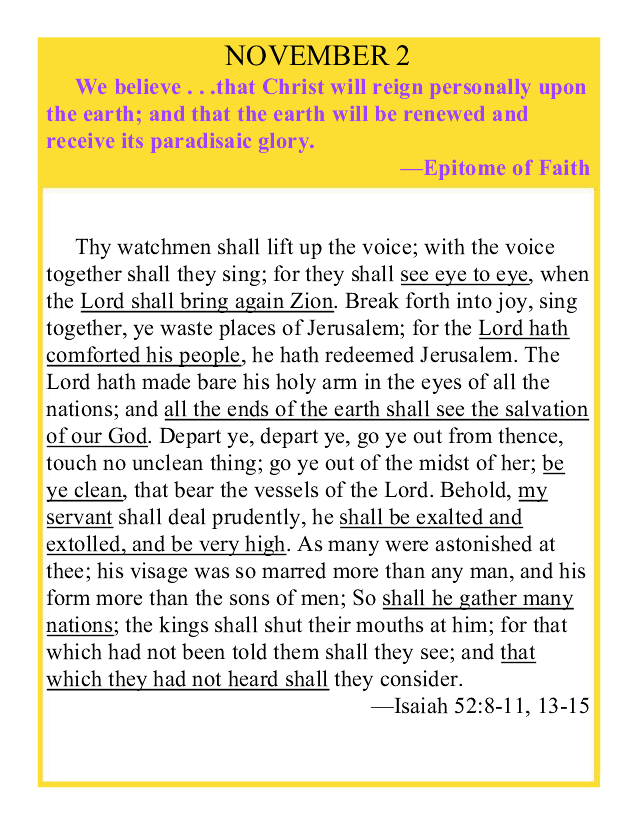 NOVEMBER 2
We believe . . .that Christ will reign personally upon
the earth; and that the earth will be renewed and
receive its paradisaic glory.
—Epitome of Faith
Thy watchmen shall lift up the voice; with the voice
together shall they sing; for they shall see eye to eye, when
the Lord shall bring again Zion. Break forth into joy, sing
together, ye waste places of Jerusalem; for the Lord hath
comforted his people, he hath redeemed Jerusalem. The
Lord hath made bare his holy arm in the eyes of all the
nations; and all the ends of the earth shall see the salvation
of our God. Depart ye, depart ye, go ye out from thence,
touch no unclean thing; go ye out of the midst of her; be
ye clean, that bear the vessels of the Lord. Behold, my
servant shall deal prudently, he shall be exalted and
extolled, and be very high. As many were astonished at
thee; his visage was so marred more than any man, and his
form more than the sons of men; So shall he gather many
nations; the kings shall shut their mouths at him; for that
which had not been told them shall they see; and that
which they had not heard shall they consider.
—Isaiah 52:8-11, 13-15